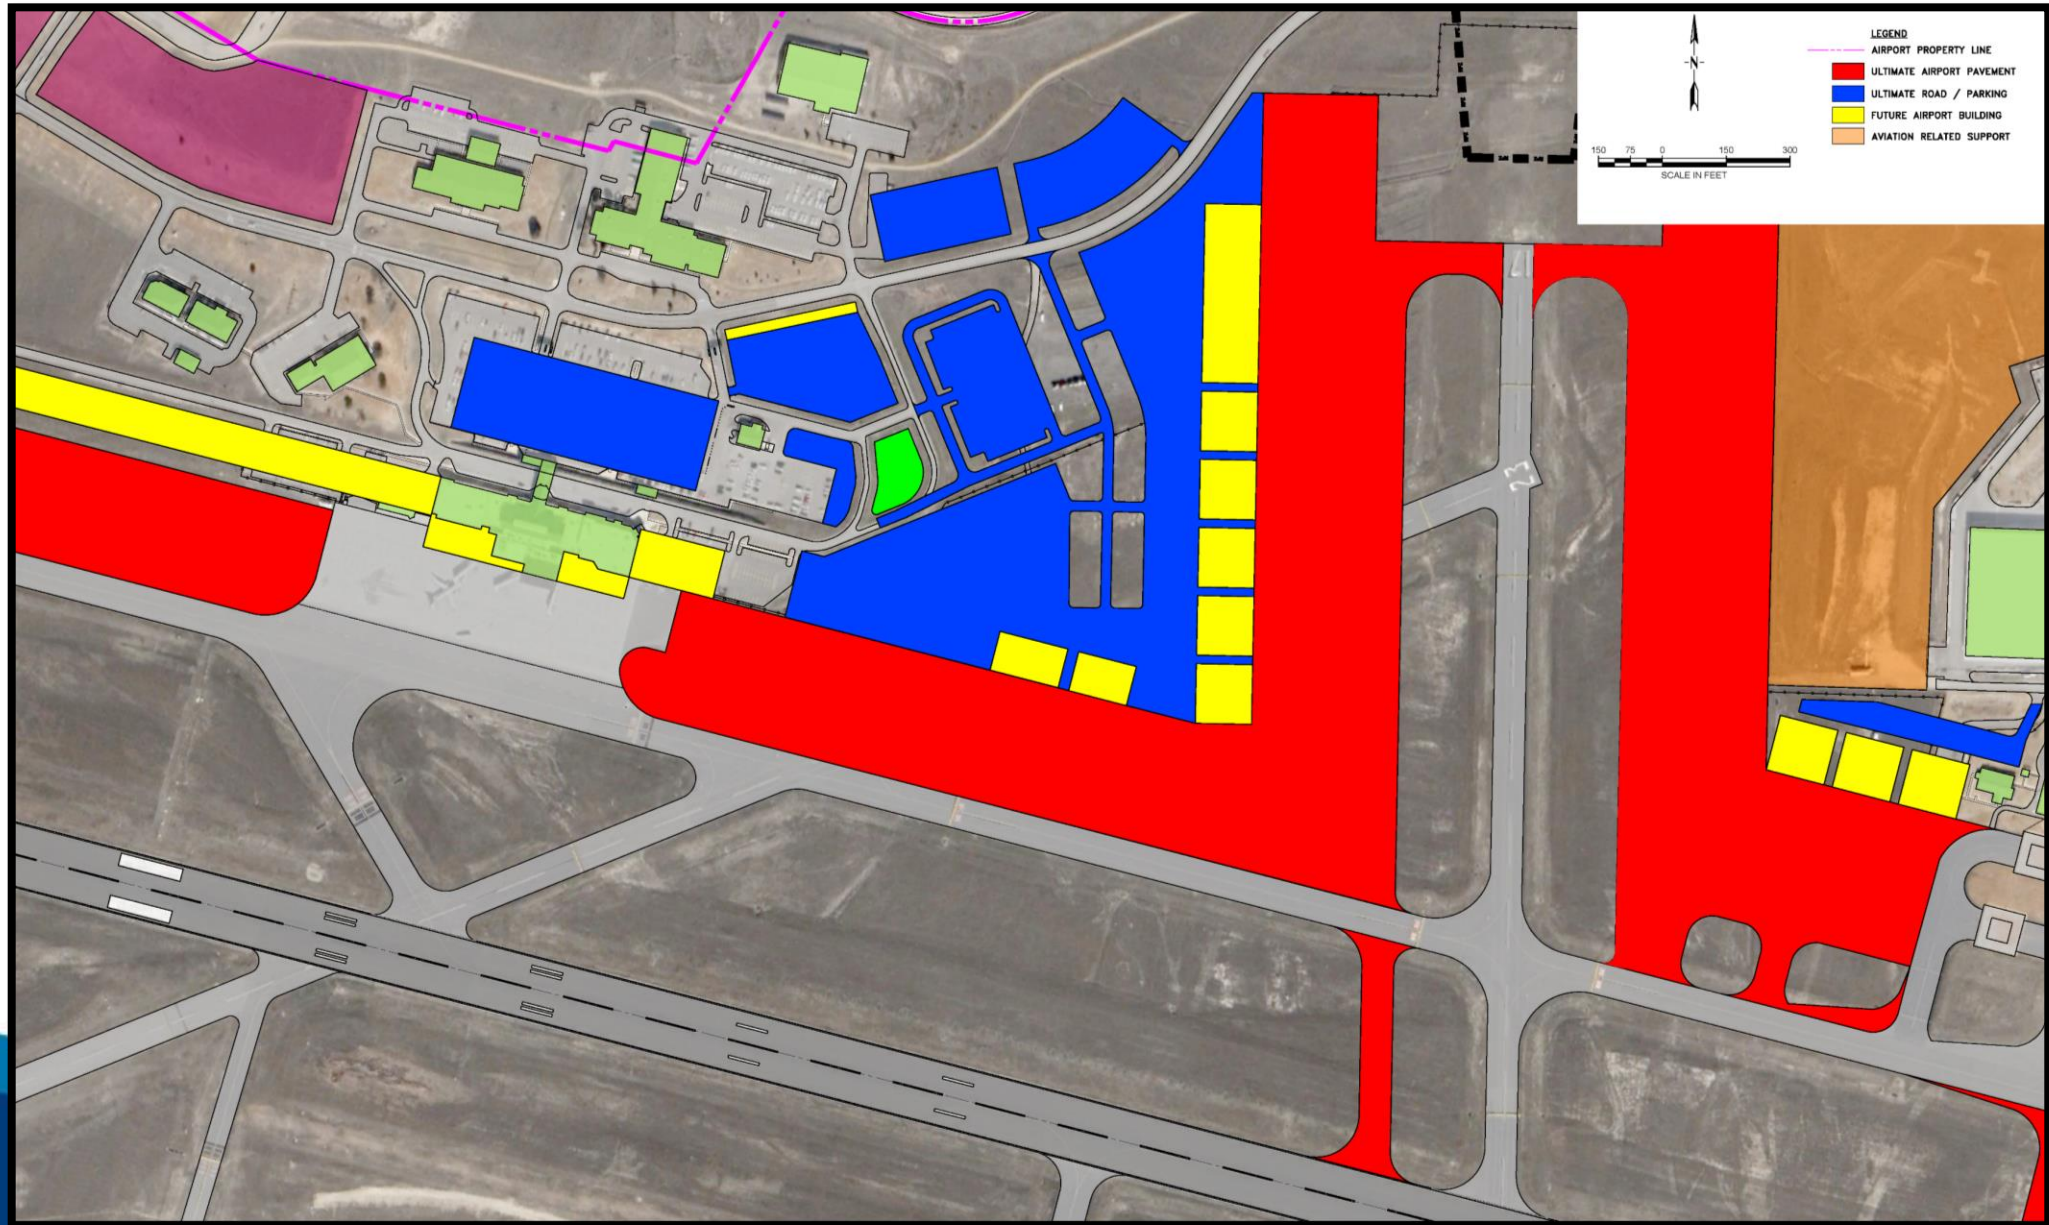 LEGEND
AIRPORT PROPERTY LINE
ULTIMATE AIRPORT PAVEMENT
ULTIMATE ROAD / PARKING
FUTURE AIRPORT BUILDING
AVIATION RELATED SUPPORT
N
150 75 0 150 300
SCALE IN FEET